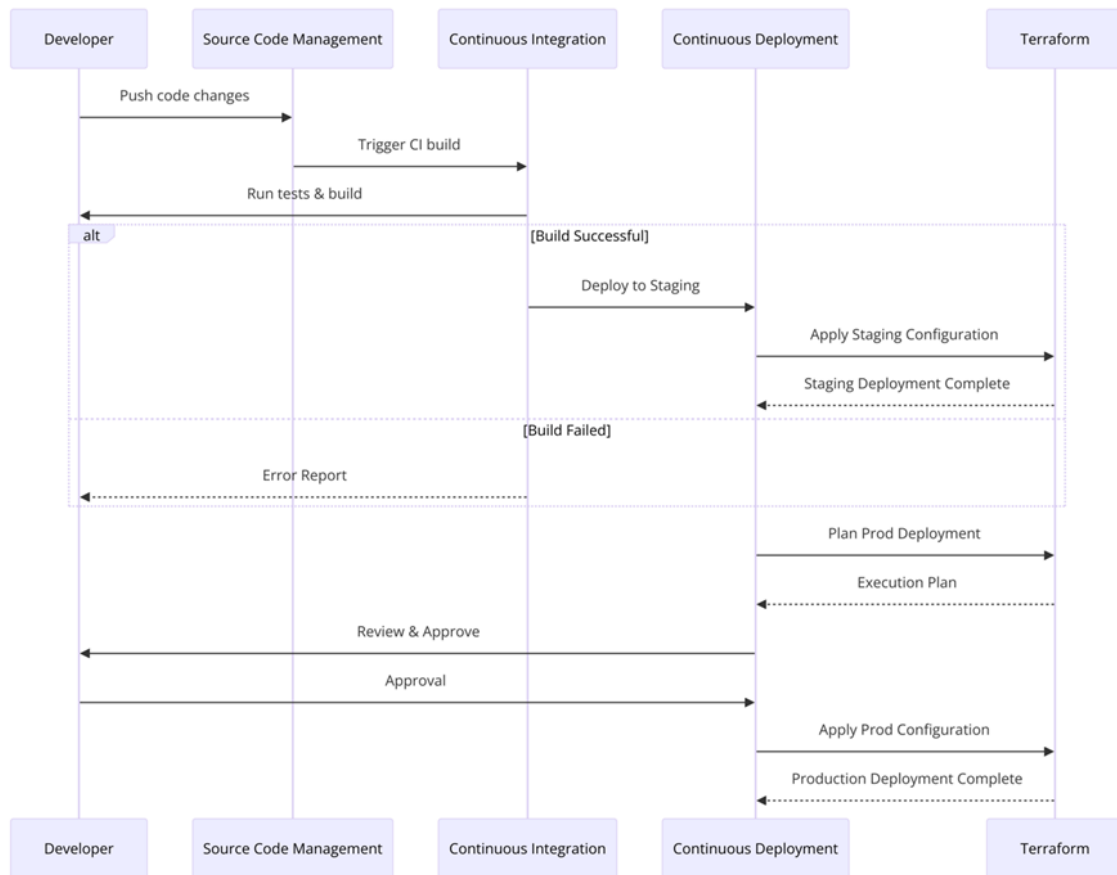 Developer
Source Code Management
Continuous Integration
Continuous Deployment
Terraform
Push code changes
Trigger CI build
Run tests & build
alt
[Build Successful]
Deploy to Staging
Apply Staging Configuration
Staging Deployment Complete
[Build Failed]
Error Report
Plan Prod Deployment
Execution Plan
Review & Approve
Approval
Apply Prod Configuration
Production Deployment Complete
Developer
Source Code Management
Continuous Integration
Continuous Deployment
Terraform